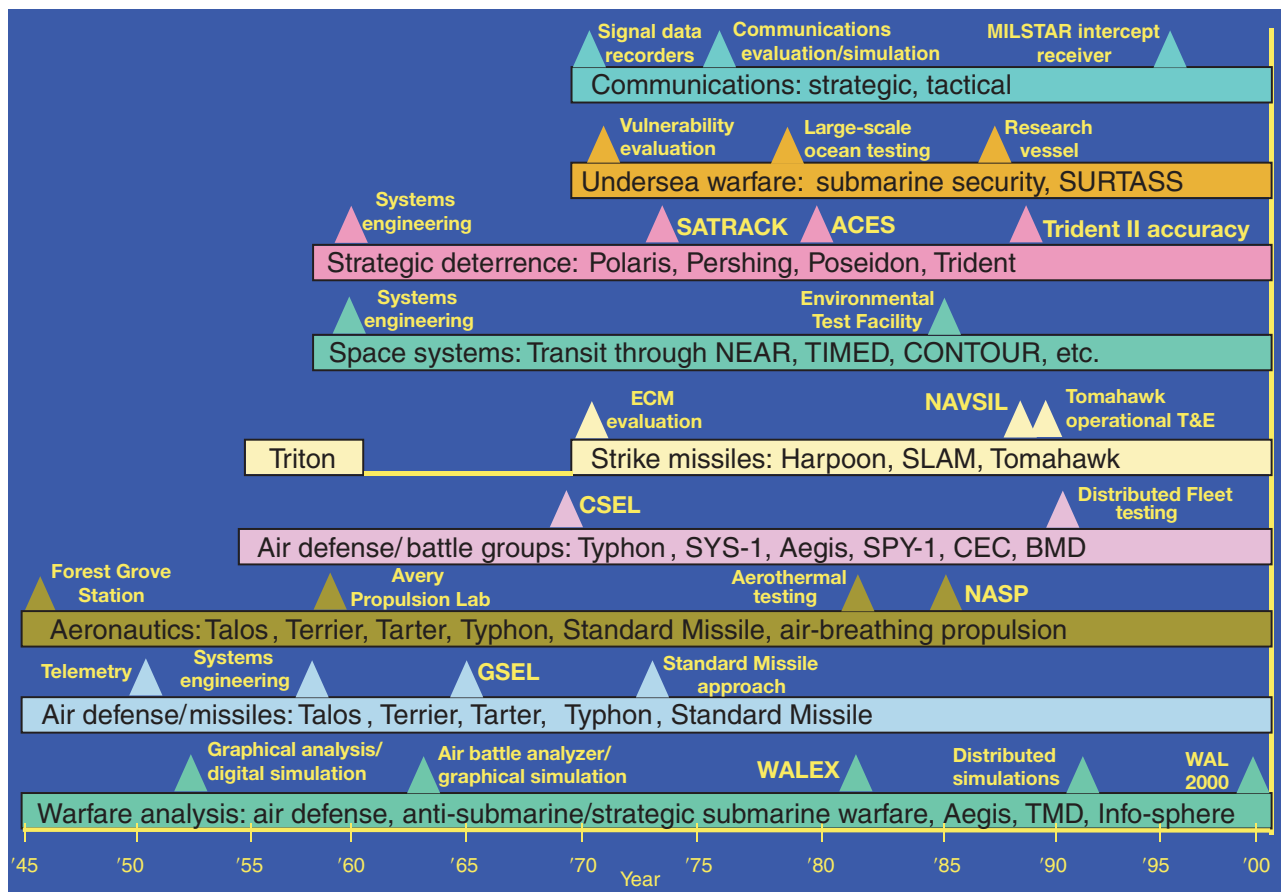 Signal data
recorders
Communications
evaluation/simulation
MILSTAR intercept
receiver
Communications: strategic, tactical
Vulnerability
evaluation
Large-scale
ocean testing
Research
vessel
Undersea warfare: submarine security, SURTASS
Systems
engineering
SATRACK
ACES
Trident II accuracy
Strategic deterrence: Polaris, Pershing, Poseidon, Trident
Systems
engineering
Environmental
Test Facility
Space systems: Transit through NEAR, TIMED, CONTOUR, etc.
ECM
evaluation
NAVSIL
Tomahawk
operational T&E
Triton
Strike missiles: Harpoon, SLAM, Tomahawk
CSEL
Distributed Fleet
testing
Air defense/battle groups: Typhon, SYS-1, Aegis, SPY-1, CEC, BMD
Forest Grove
Station
Avery
Propulsion Lab
Aerothermal
testing
NASP
Aeronautics: Talos, Terrier, Tarter, Typhon, Standard Missile, air-breathing propulsion
Telemetry
Systems
engineering
GSEL
Standard Missile
approach
Air defense/missiles: Talos, Terrier, Tarter, Typhon, Standard Missile
Graphical analysis/
digital simulation
Air battle analyzer/
graphical simulation
WALEX
Distributed
simulations
WAL
2000
Warfare analysis: air defense, anti-submarine/strategic submarine warfare, Aegis, TMD, Info-sphere
'45 '50 '55 '60 '65 '70 '75 '80 '85 '90 '95 '00
Year